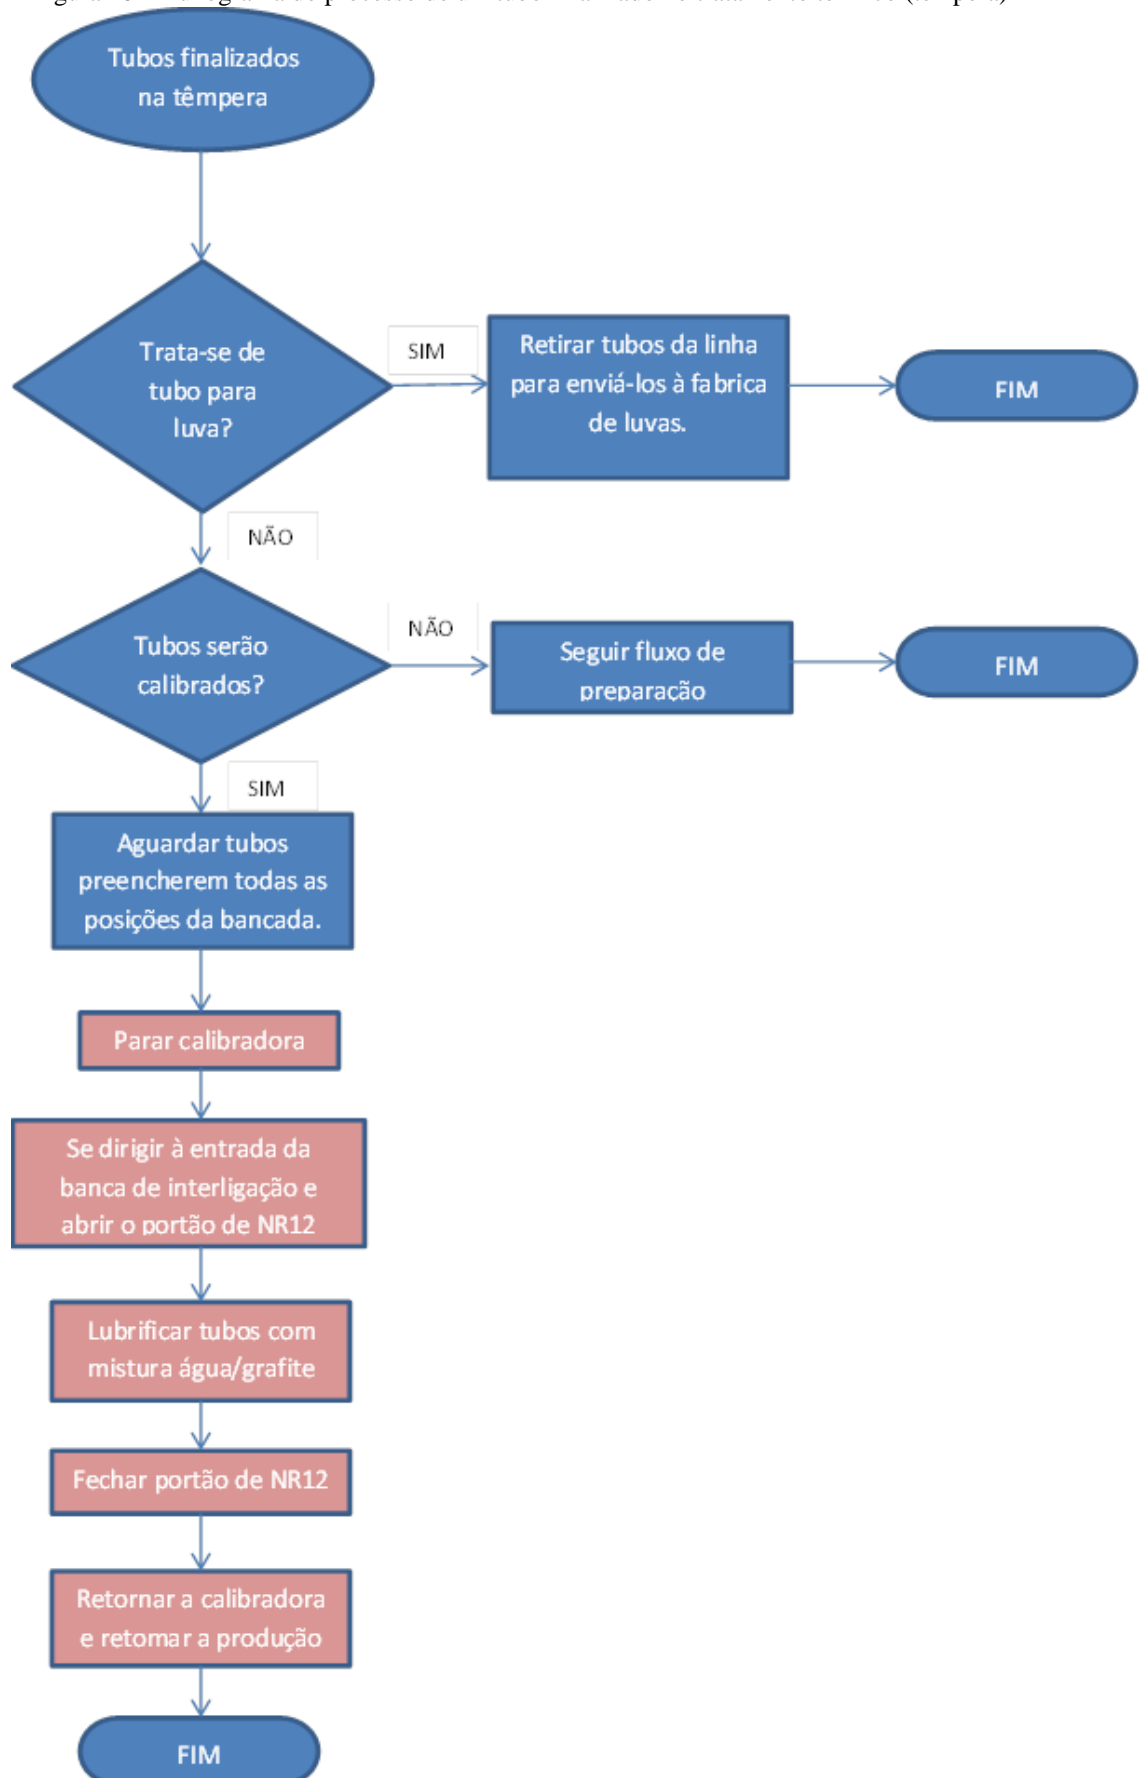 Tubos finalizados
na têmpera
Trata-se de
tubo para
luva?
SIM
Retirar tubos da linha
para enviá-los à fabrica
de luvas.
FIM
NÃO
Tubos serão
calibrados?
NÃO
Seguir fluxo de
preparação
FIM
SIM
Aguardar tubos
preencherem todas as
posições da bancada.
Parar calibradora
Se dirigir à entrada da
banca de interligação e
abrir o portão de NR12
Lubrificar tubos com
mistura água/grafite
Fechar portão de NR12
Retornar a calibradora
e retomar a produção
FIM